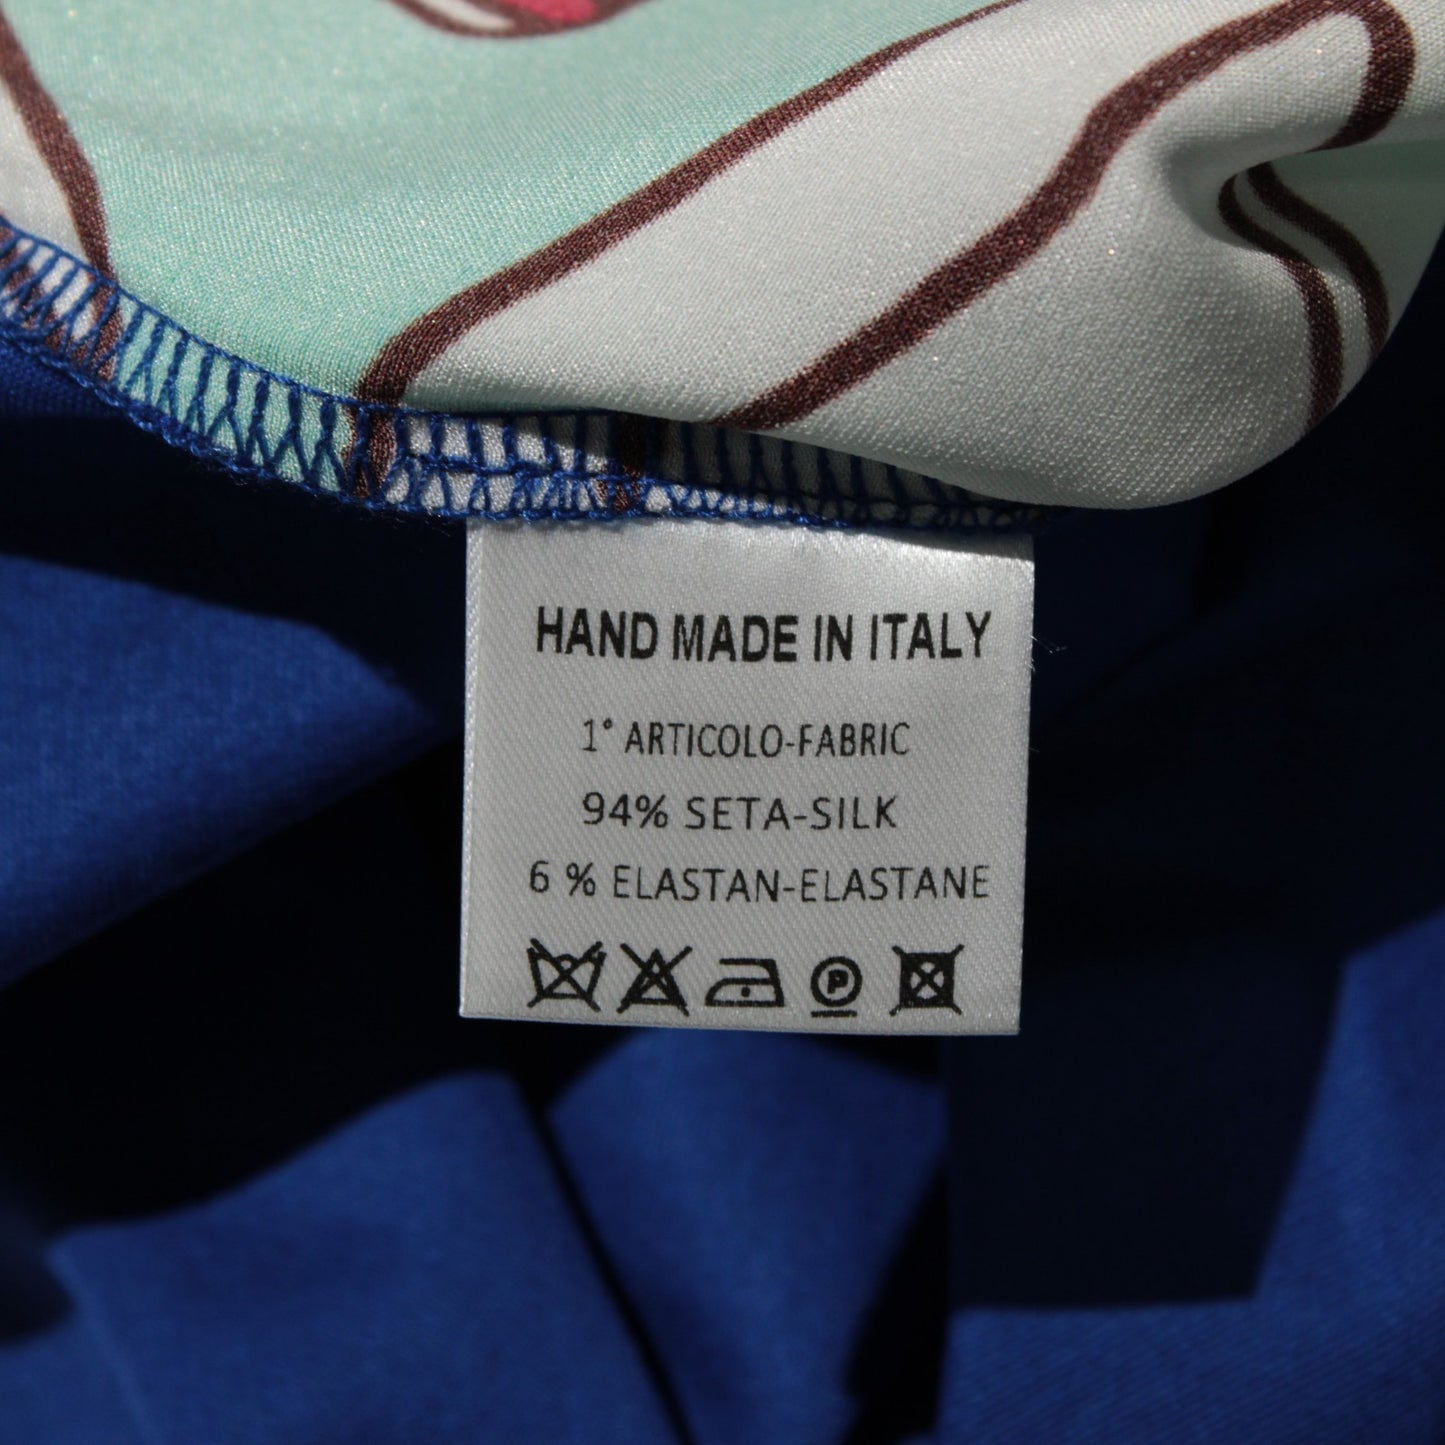 HAND MADE IN ITALY
1° ARTICOLO-FABRIC
94% SETA-SILK
6 % ELASTAN-ELASTANE
P